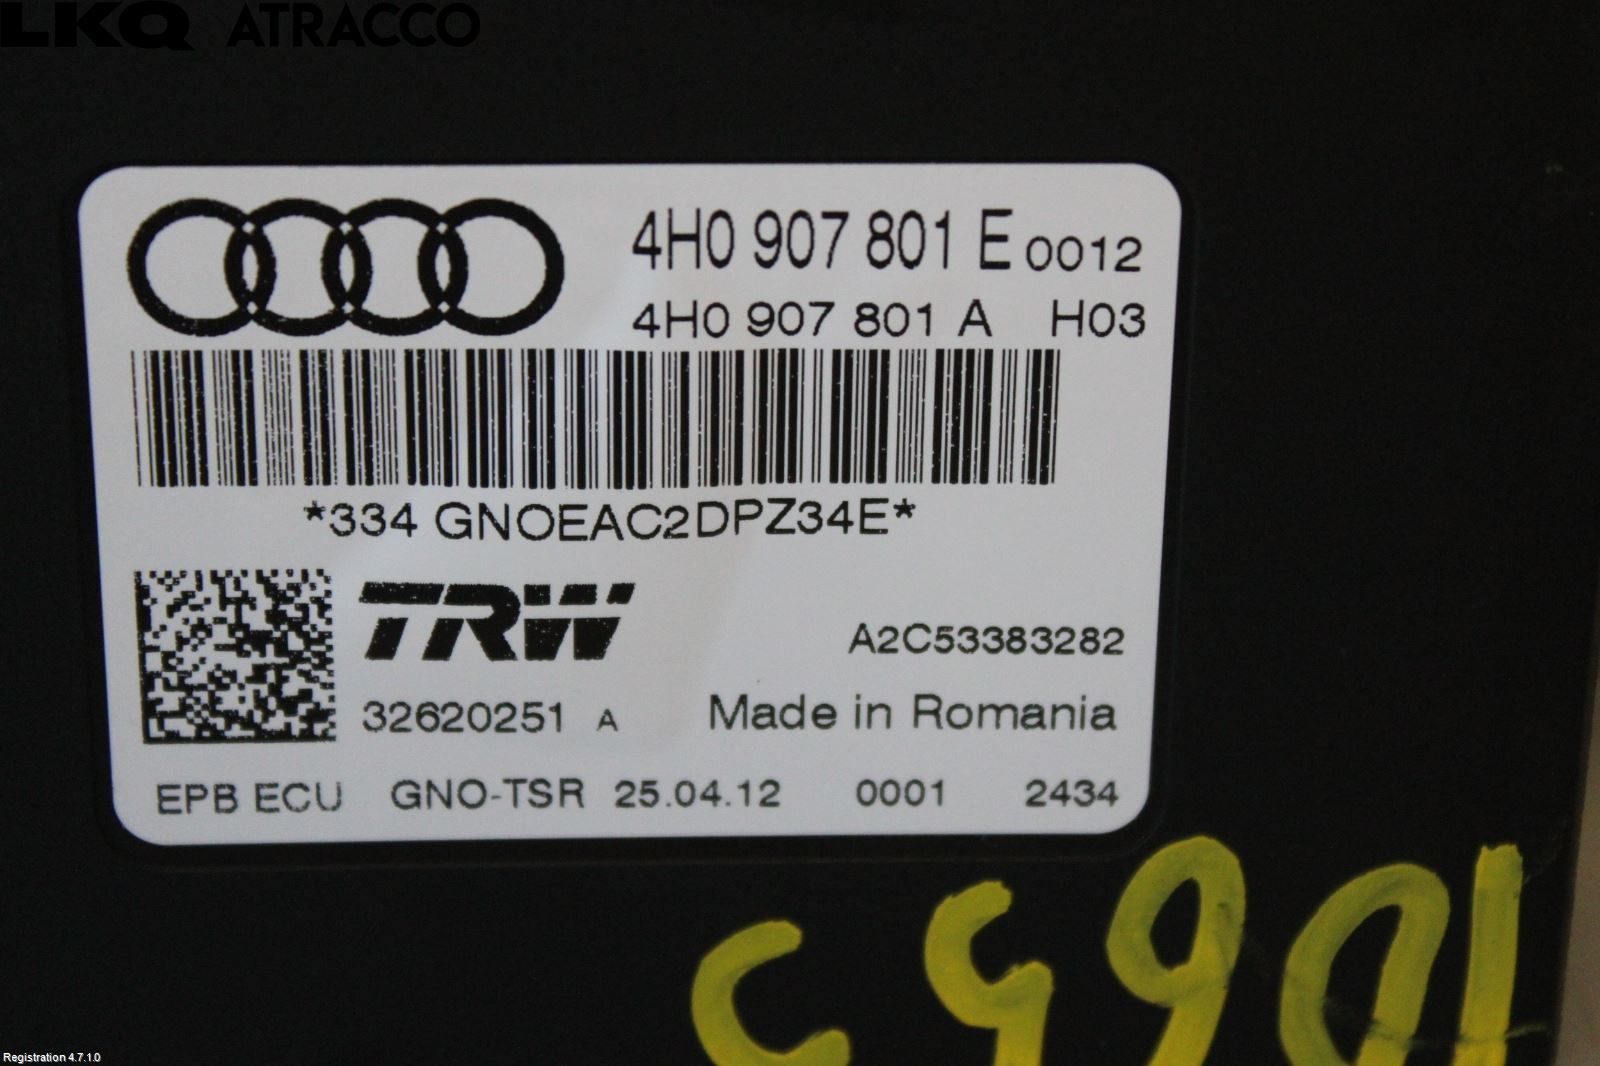 LKQ ATRACCO
4H0 907 801 E 0012
4H0 907 801 A H03
*334 GNOEAC2DPZ34E*
TRW
A2C53383282
32620251 A
Made in Romania
EPB ECU GNO-TSR 25.04.12 0001 2434
Registration 4.7.1.0